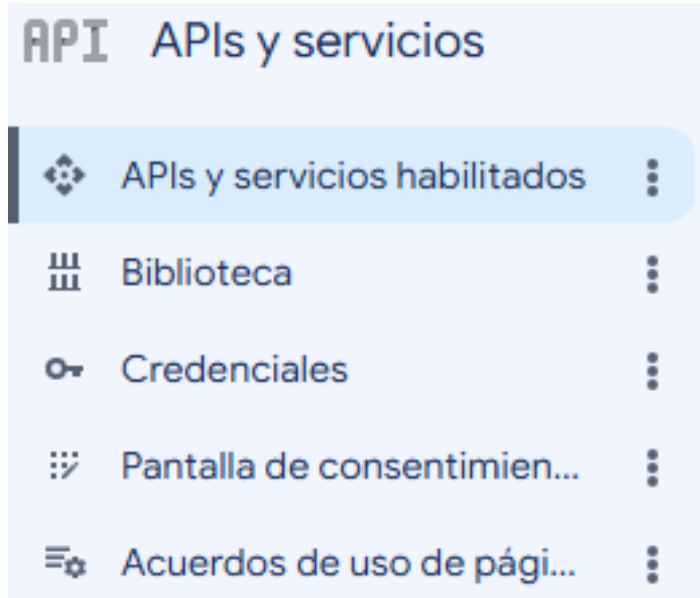 API APIs y servicios
APIs y servicios habilitados
Biblioteca
Credenciales
Pantalla de consentimien...
Acuerdos de uso de pági...